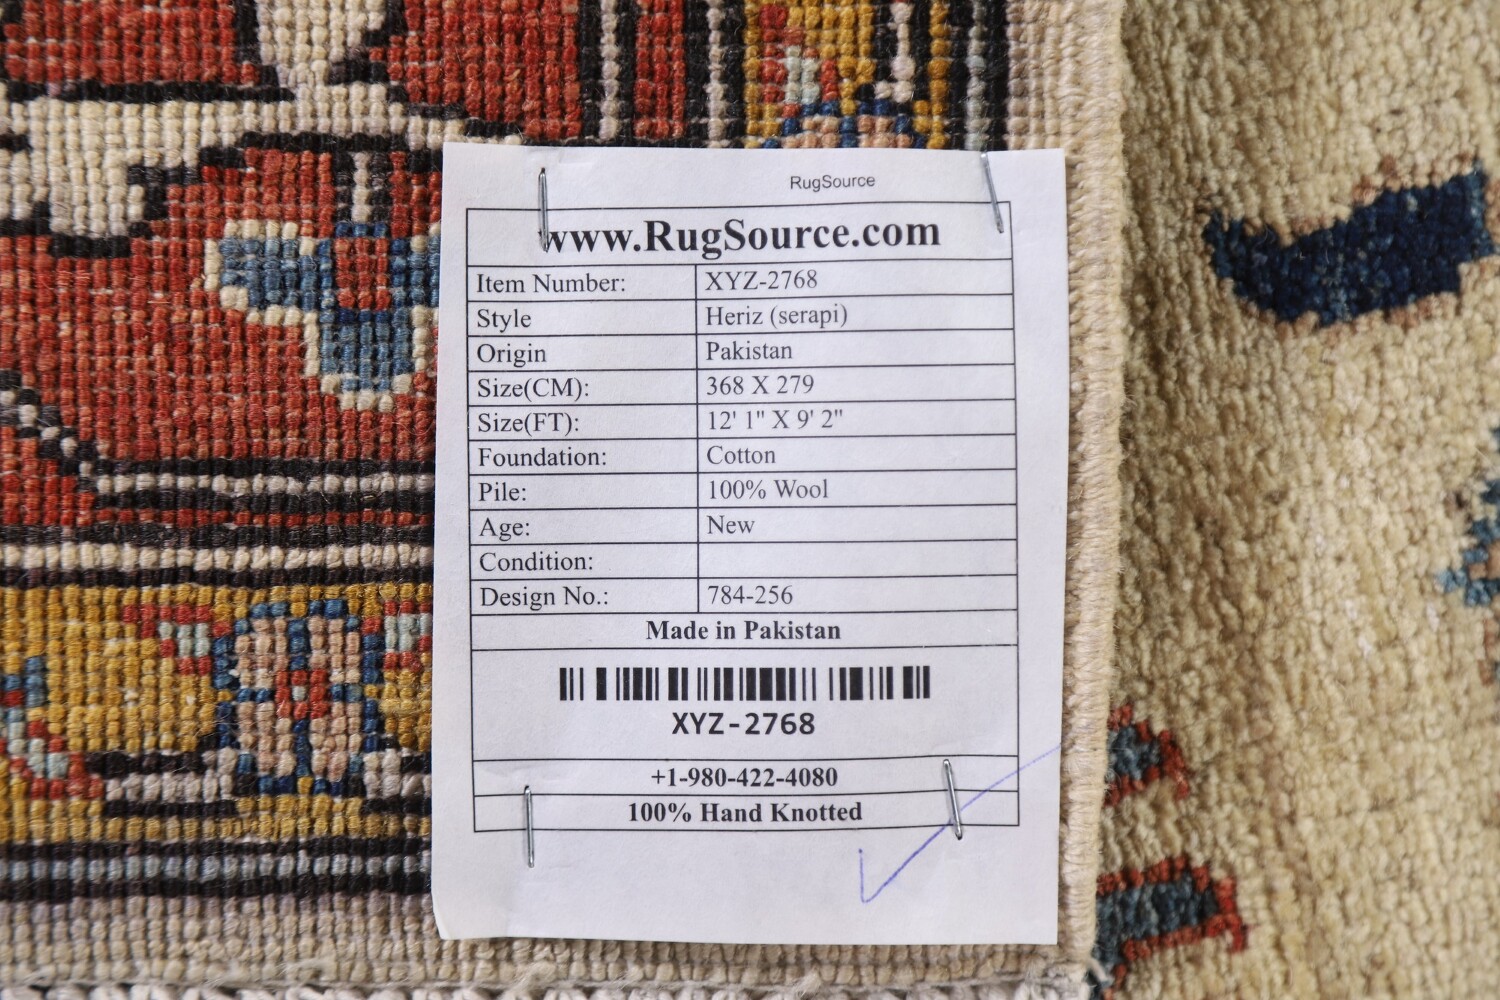 RugSource
www.RugSource.com
Item Number: XYZ-2768
Style Heriz (serapi)
Origin Pakistan
Size(CM): 368 X 279
Size(FT): 12' 1" X 9' 2"
Foundation: Cotton
Pile: 100% Wool
Age: New
Condition:
Design No.: 784-256
Made in Pakistan
XYZ-2768
+1-980-422-4080
100% Hand Knotted